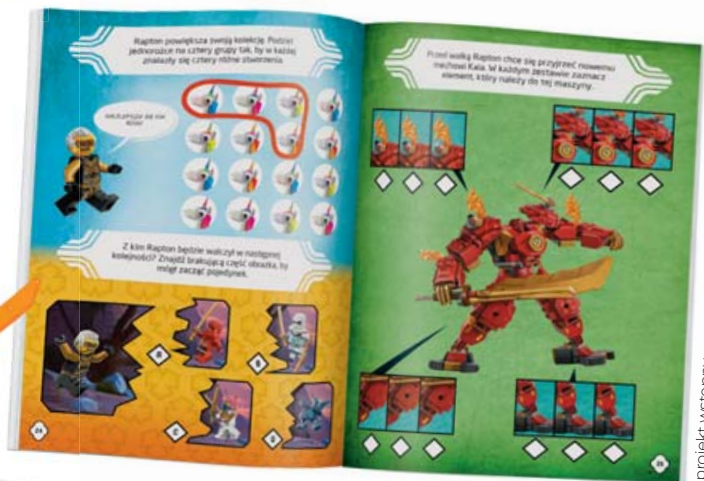 Rapton powiększa swoją kolekcję. Podziel
jednorożce na cztery grupy tak, by w każdej
znalazły się cztery różne stworzenia.
Z kim Rapton będzie walczył w następnej
kolejności? Znajdź brakującą część obrazka, by
mógł zacząć pojedynek.
A
B
C
D
24
Przed walką Rapton chce się przyjrzeć nowemu
mechowi Kaia. W każdym zestawie zaznacz
element, który należy do tej maszyny.
25
projekt wstępny